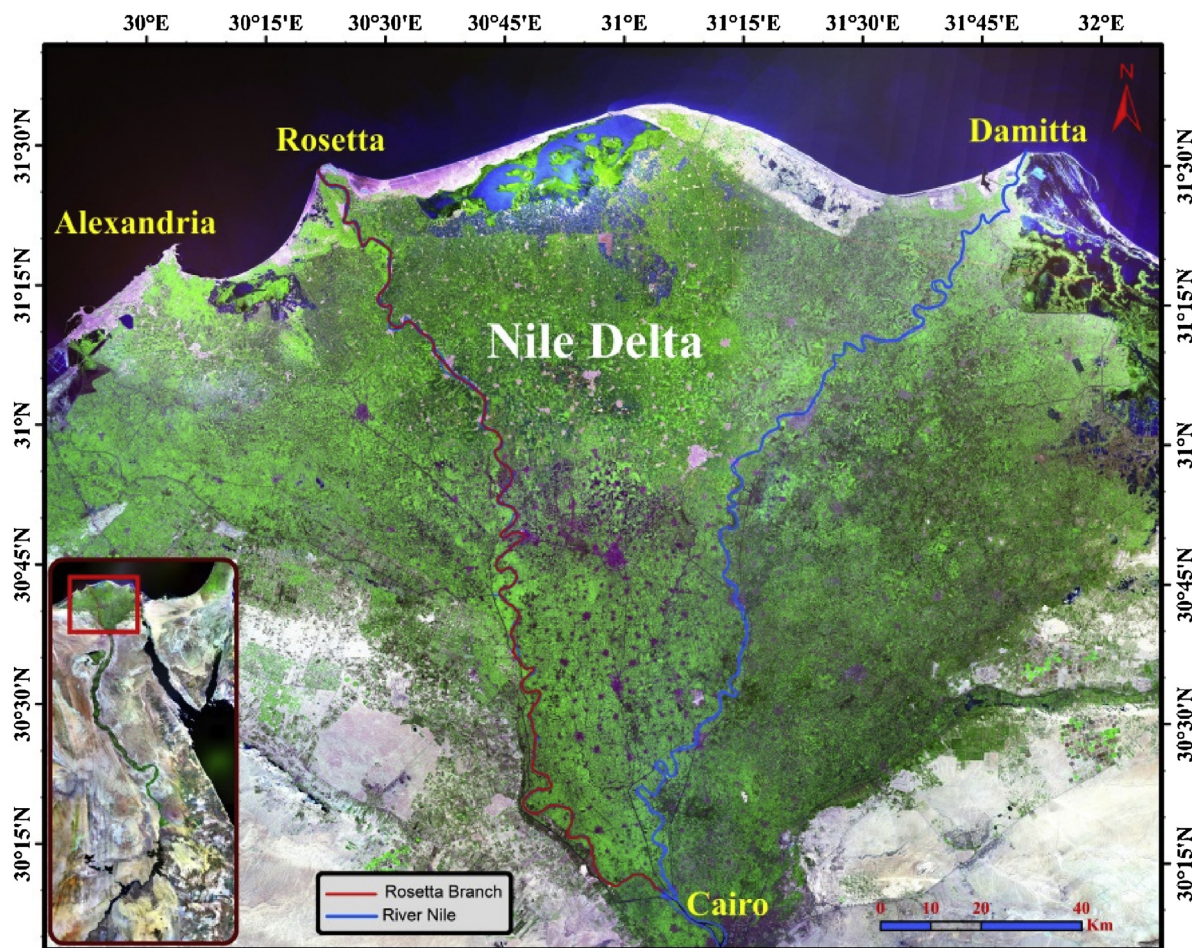 30°E 30°15'E 30°30'E 30°45'E 31°E 31°15'E 31°15'E 31°45'E 32°E
N
Rosetta
Damitta
31°30'N
31°30'N
Alexandria
31°15'N
31°15'N
Nile Delta
31°N
31°N
30°45'N
30°45'N
30°30'N
30°30'N
30°15'N
30°15'N
Rosetta Branch
River Nile
Cairo
0 10 20 40
Km